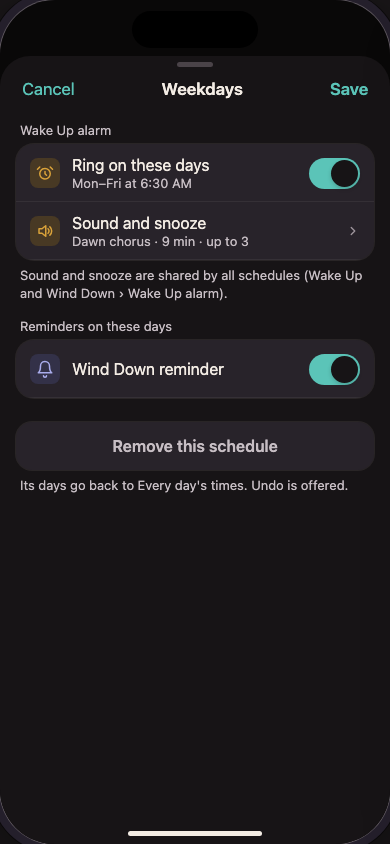 Cancel
Weekdays
Save
Wake Up alarm
Ring on these days
Mon–Fri at 6:30 AM
Sound and snooze
Dawn chorus · 9 min · up to 3
Sound and snooze are shared by all schedules (Wake Up
and Wind Down › Wake Up alarm).
Reminders on these days
Wind Down reminder
Remove this schedule
Its days go back to Every day's times. Undo is offered.